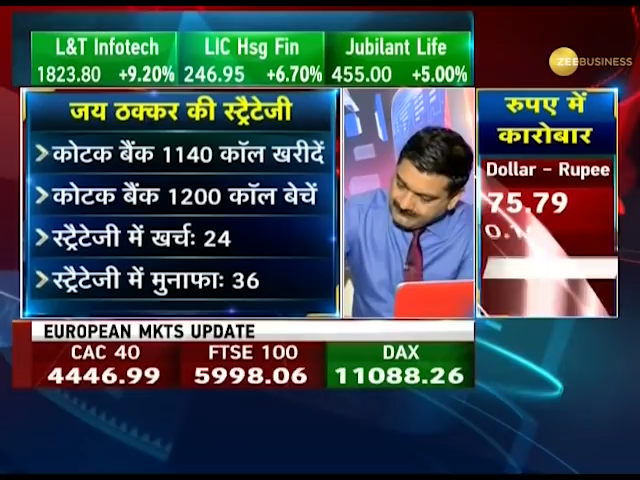 L&T Infotech
1823.80 +9.20%
LIC Hsg Fin
246.95 +6.70%
Jubilant Life
455.00 +5.00%
ZEEBUSINESS
जय ठक्कर की स्ट्रैटेजी
कोटक बैंक 1140 कॉल खरीदें
कोटक बैंक 1200 कॉल बेचें
स्ट्रैटेजी में खर्चः 24
स्ट्रैटेजी में मुनाफाः 36
रुपए में
कारोबार
Dollar – Rupee
75.79
EUROPEAN MKTS UPDATE
CAC 40
4446.99
FTSE 100
5998.06
DAX
11088.26